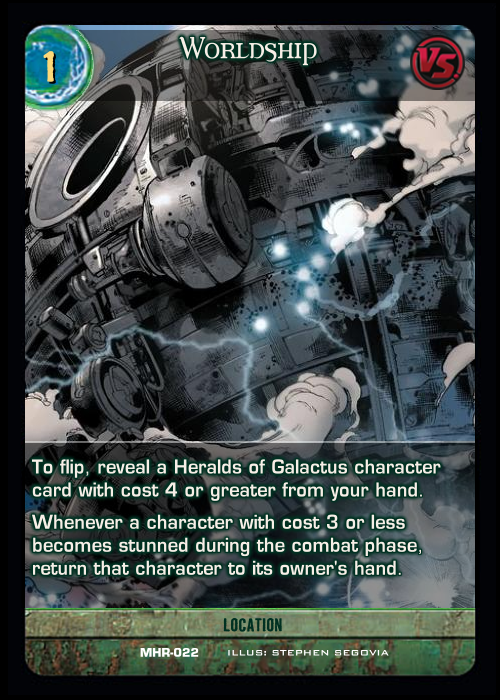 1
Worldship
VS.
To flip, reveal a Heralds of Galactus character
card with cost 4 or greater from your hand.
Whenever a character with cost 3 or less
becomes stunned during the combat phase,
return that character to its owner's hand.
LOCATION
MHR-022 ILLUS: STEPHEN SEGOVIA